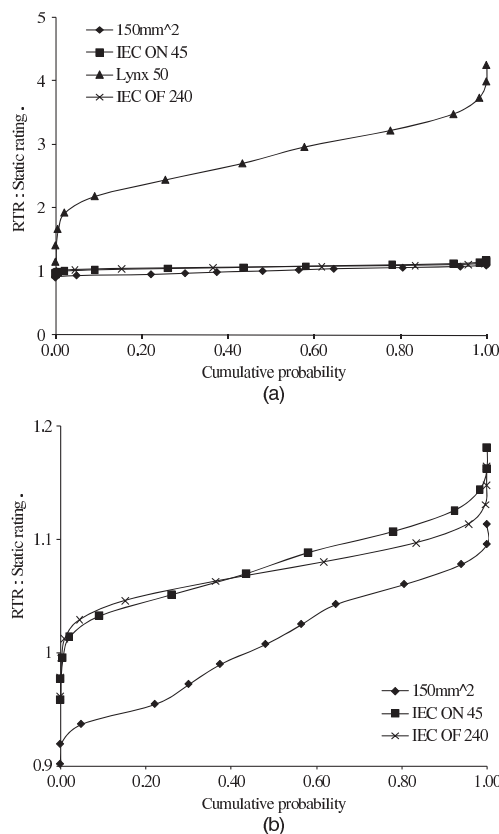 5
4
3
2
1
0
RTR : Static rating .
150mm^2
IEC ON 45
Lynx 50
IEC OF 240
0.00 0.20 0.40 0.60 0.80 1.00
Cumulative probability
(a)
1.2
1.1
1
0.9
RTR : Static rating .
150mm^2
IEC ON 45
IEC OF 240
0.00 0.20 0.40 0.60 0.80 1.00
Cumulative probability
(b)